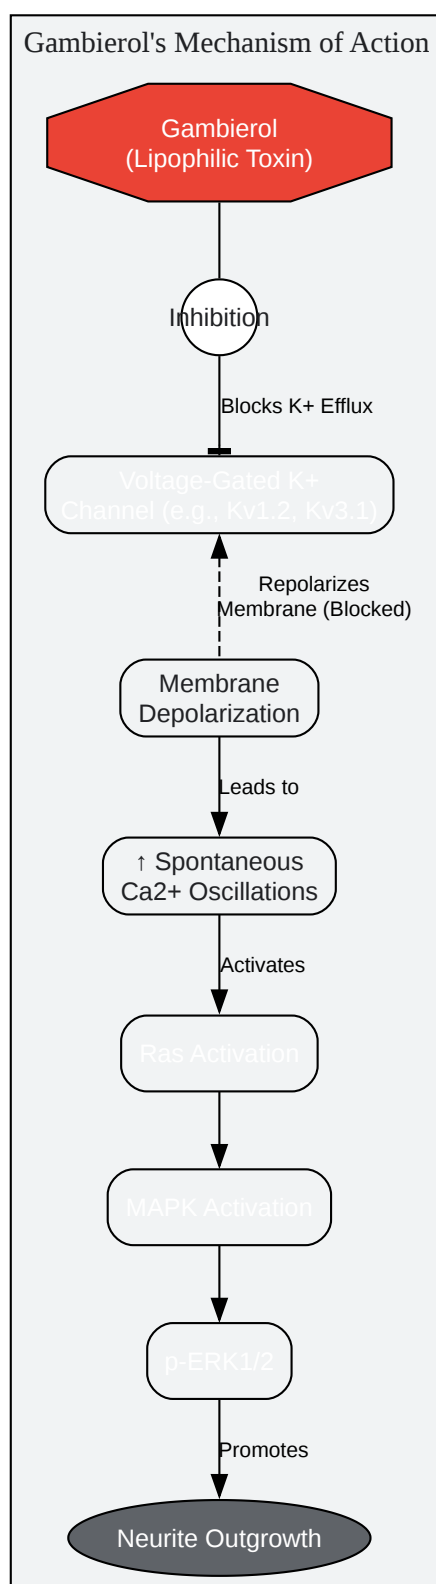 Gambierol's Mechanism of Action
Gambierol
(Lipophilic Toxin)
Inhibition
Blocks K+ Efflux
Voltage-Gated K+
Channel (e.g., Kv1.2, Kv3.1)
Repolarizes
Membrane (Blocked)
Membrane
Depolarization
Leads to
↑ Spontaneous
Ca2+ Oscillations
Activates
Ras Activation
MAPK Activation
p-ERK1/2
Promotes
Neurite Outgrowth